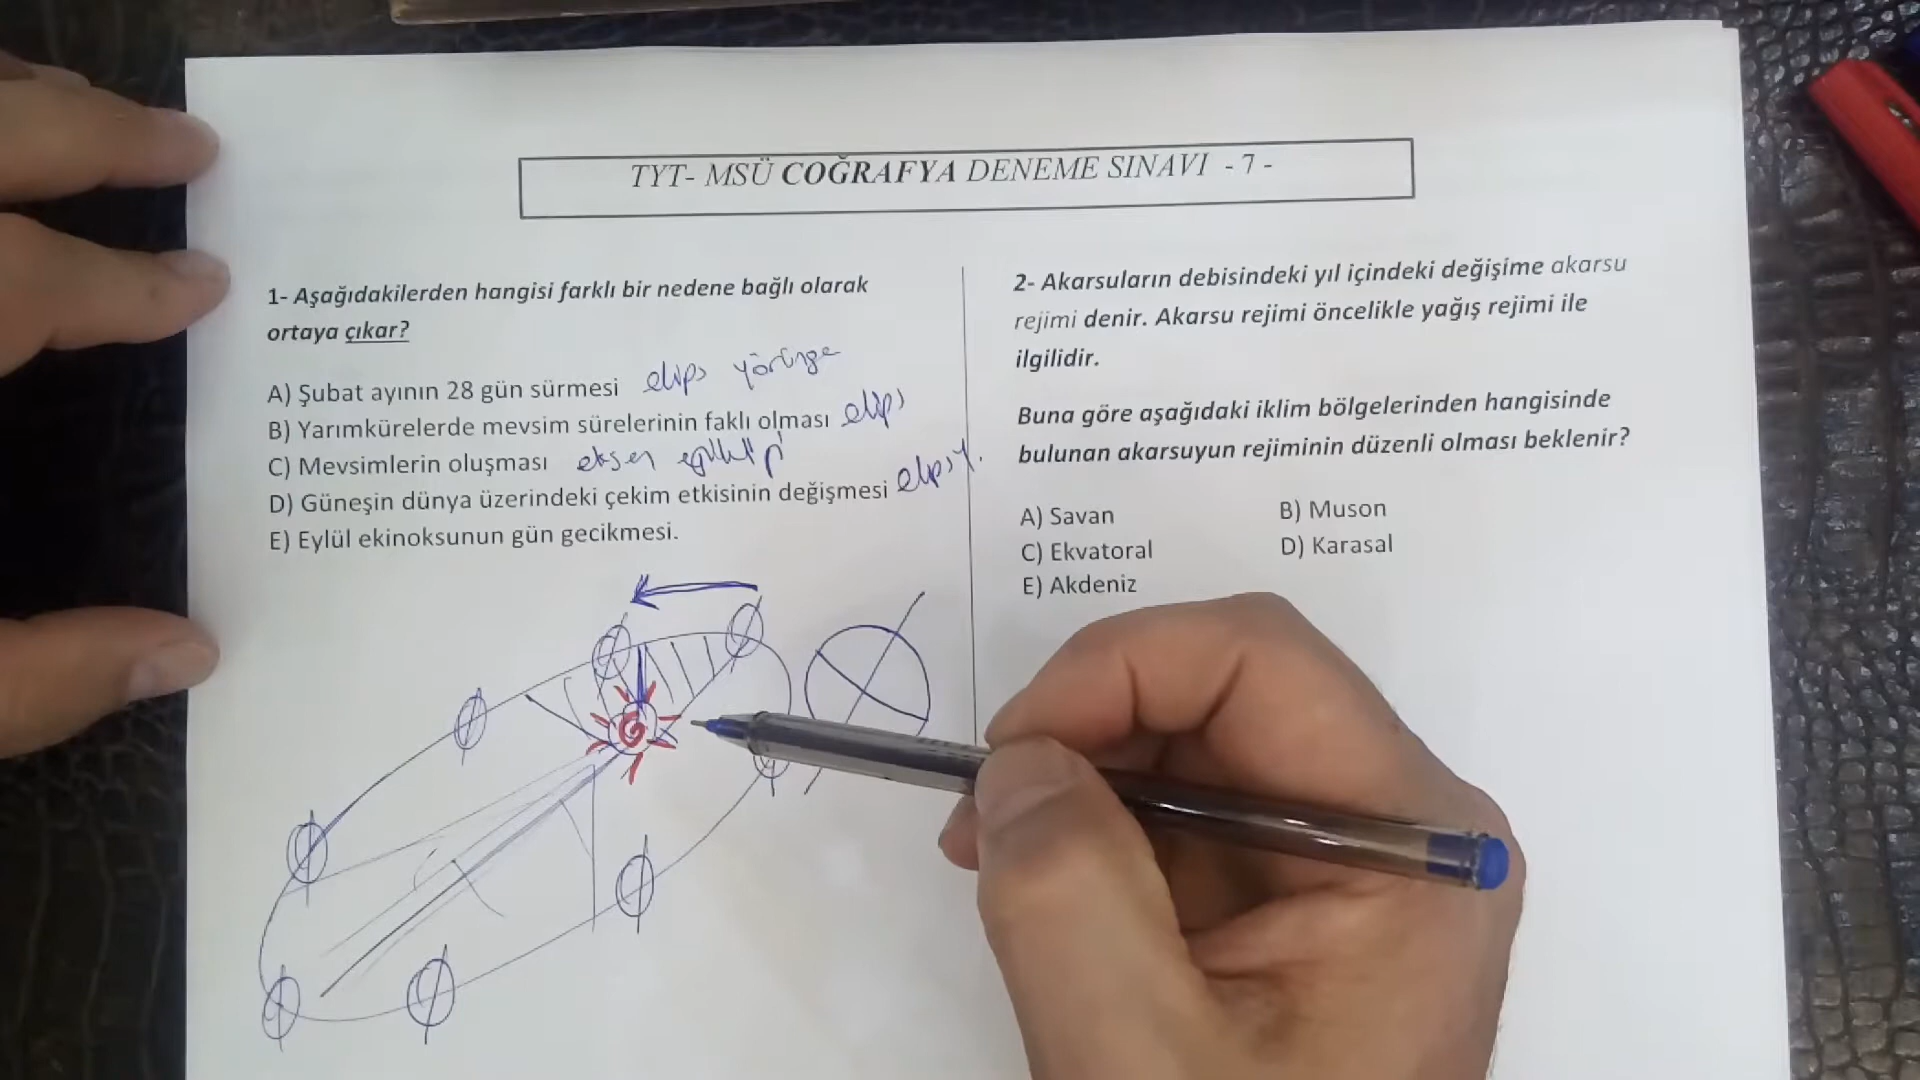 TYT- MSÜ COĞRAFYA DENEME SINAVI - 7 -
1- Aşağıdakilerden hangisi farklı bir nedene bağlı olarak
ortaya çıkar?
A) Şubat ayının 28 gün sürmesi elips yörünge
B) Yarımkürelerde mevsim sürelerinin faklı olması elips
C) Mevsimlerin oluşması eksen eğikliği
D) Güneşin dünya üzerindeki çekim etkisinin değişmesi elips y.
E) Eylül ekinoksunun gün gecikmesi.
G
2- Akarsuların debisindeki yıl içindeki değişime akarsu
rejimi denir. Akarsu rejimi öncelikle yağış rejimi ile
ilgilidir.
Buna göre aşağıdaki iklim bölgelerinden hangisinde
bulunan akarsuyun rejiminin düzenli olması beklenir?
A) Savan B) Muson
C) Ekvatoral D) Karasal
E) Akdeniz